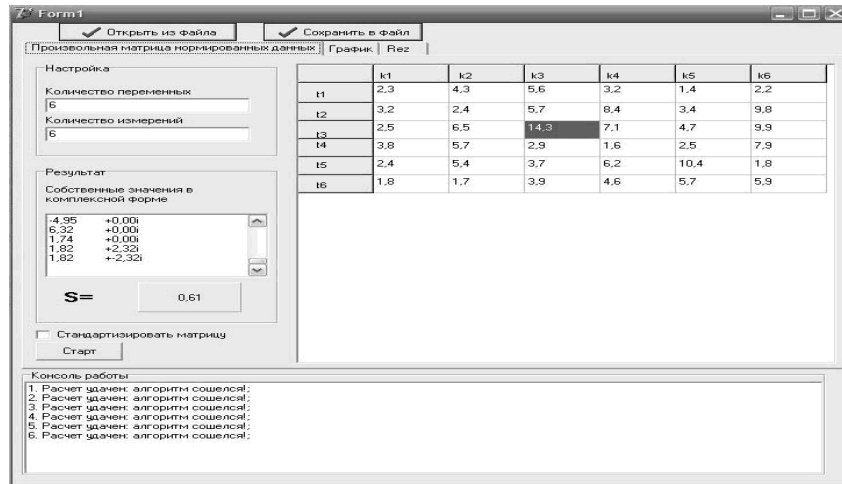 Form1
Открыть из файла Сохранить в файл
Произвольная матрица нормированных данных График Rez
Настройка
Количество переменных
6
Количество измерений
6
Результат
Собственные значения в
комплексной форме
-4,95 +0,00i
6,32 +0,00i
1,74 +0,00i
1,82 +2,32i
1,82 +-2,32i
S= 0,61
Стандартизировать матрицу
Старт
k1 k2 k3 k4 k5 k6
t1 2,3 4,3 5,6 3,2 1,4 2,2
t2 3,2 2,4 5,7 8,4 3,4 9,8
t3 2,5 6,5 14,3 7,1 4,7 9,9
t4 3,8 5,7 2,9 1,6 2,5 7,9
t5 2,4 5,4 3,7 6,2 10,4 1,8
t6 1,8 1,7 3,9 4,6 5,7 5,9
Консоль работы
1. Расчет удачен: алгоритм сошелся!;
2. Расчет удачен: алгоритм сошелся!;
3. Расчет удачен: алгоритм сошелся!;
4. Расчет удачен: алгоритм сошелся!;
5. Расчет удачен: алгоритм сошелся!;
6. Расчет удачен: алгоритм сошелся!;